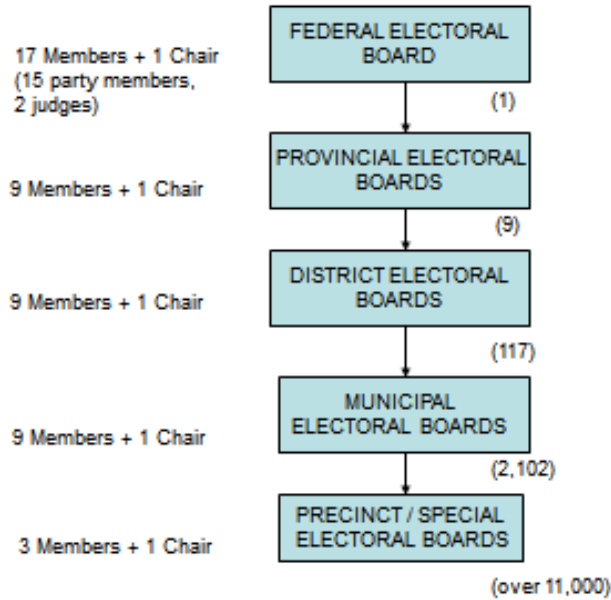 FEDERAL ELECTORAL
BOARD
17 Members + 1 Chair
(15 party members,
2 judges)
(1)
PROVINCIAL ELECTORAL
BOARDS
9 Members + 1 Chair
(9)
DISTRICT ELECTORAL
BOARDS
9 Members + 1 Chair
(117)
MUNICIPAL
ELECTORAL BOARDS
9 Members + 1 Chair
(2,102)
PRECINCT / SPECIAL
ELECTORAL BOARDS
3 Members + 1 Chair
(over 11,000)